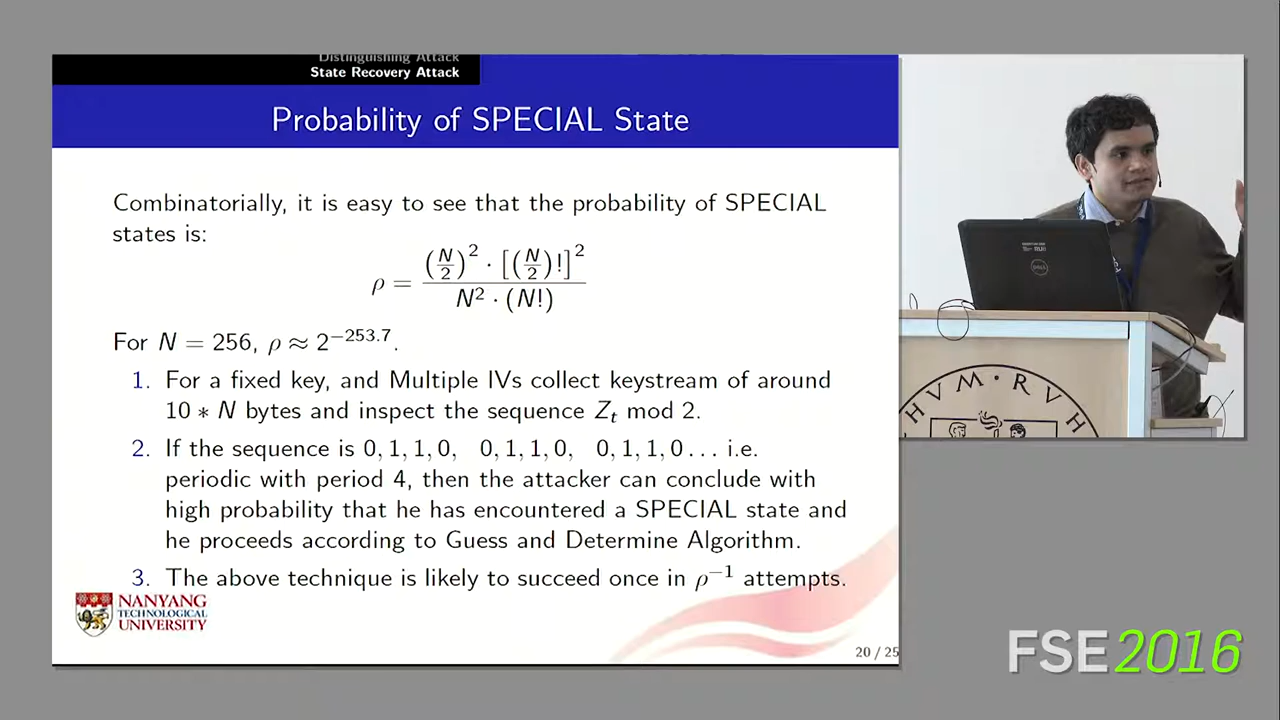 Distinguishing Attack
State Recovery Attack
Probability of SPECIAL State
Combinatorially, it is easy to see that the probability of SPECIAL
states is:
ρ = (N/2)² · [(N/2)!]² / N² · (N!)
For N = 256, ρ ≈ 2^−253.7.
1. For a fixed key, and Multiple IVs collect keystream of around
10 ∗ N bytes and inspect the sequence Z_t mod 2.
2. If the sequence is 0, 1, 1, 0, 0, 1, 1, 0, 0, 1, 1, 0 . . . i.e.
periodic with period 4, then the attacker can conclude with
high probability that he has encountered a SPECIAL state and
he proceeds according to Guess and Determine Algorithm.
3. The above technique is likely to succeed once in ρ^−1 attempts.
NANYANG
TECHNOLOGICAL
UNIVERSITY
20 / 25
DELL
HVM · RVH
FSE 2016